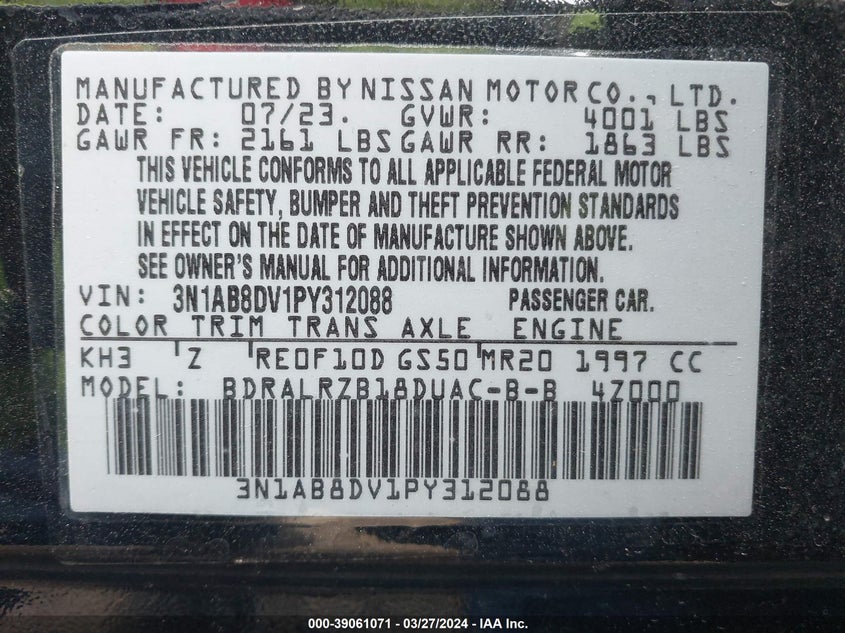 MANUFACTURED BY NISSAN MOTOR CO., LTD.
DATE: 07/23. GVWR: 4001 LBS
GAWR FR: 2161 LBS GAWR RR: 1863 LBS
THIS VEHICLE CONFORMS TO ALL APPLICABLE FEDERAL MOTOR
VEHICLE SAFETY, BUMPER AND THEFT PREVENTION STANDARDS
IN EFFECT ON THE DATE OF MANUFACTURE SHOWN ABOVE.
SEE OWNER'S MANUAL FOR ADDITIONAL INFORMATION.
VIN: 3N1AB8DV1PY312088 PASSENGER CAR.
COLOR TRIM TRANS AXLE ENGINE
KH3 Z RE0F10D GS50 MR20 1997 CC
MODEL: BDRALRZB18DUAC-B-B 4Z000
3N1AB8DV1PY312088
000-39061071 - 03/27/2024 - IAA Inc.